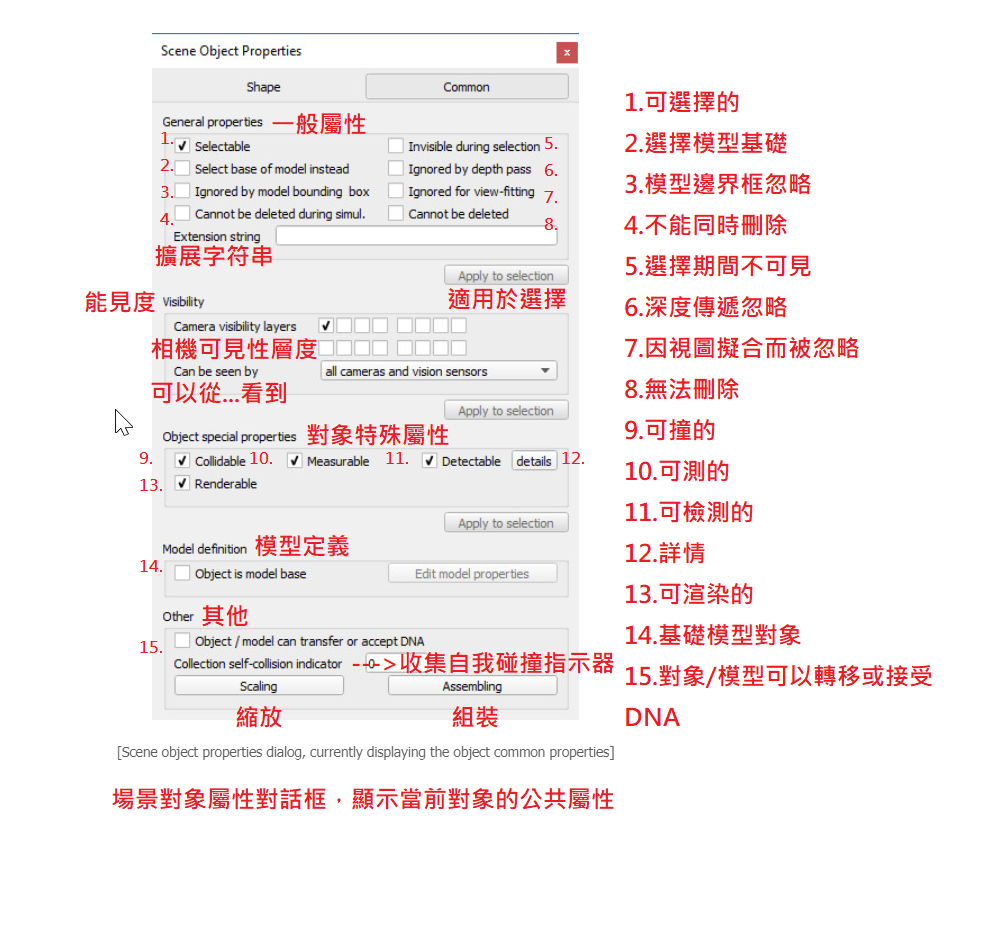 Scene Object Properties x
Shape Common
General properties 一般屬性
1. Selectable Invisible during selection 5.
2. Select base of model instead Ignored by depth pass 6.
3. Ignored by model bounding box Ignored for view-fitting 7.
4. Cannot be deleted during simul. Cannot be deleted 8.
Extension string
擴展字符串
Apply to selection
適用於選擇
能見度 Visibility
Camera visibility layers
相機可見性層度
Can be seen by all cameras and vision sensors
可以從...看到
Apply to selection
Object special properties 對象特殊屬性
9. Collidable 10. Measurable 11. Detectable details 12.
13. Renderable
Apply to selection
Model definition 模型定義
14. Object is model base Edit model properties
Other 其他
15. Object / model can transfer or accept DNA
Collection self-collision indicator 0 --->收集自我碰撞指示器
Scaling Assembling
縮放 組裝
[Scene object properties dialog, currently displaying the object common properties]
場景對象屬性對話框，顯示當前對象的公共屬性
1.可選擇的
2.選擇模型基礎
3.模型邊界框忽略
4.不能同時刪除
5.選擇期間不可見
6.深度傳遞忽略
7.因視圖擬合而被忽略
8.無法刪除
9.可撞的
10.可測的
11.可檢測的
12.詳情
13.可渲染的
14.基礎模型對象
15.對象/模型可以轉移或接受
DNA